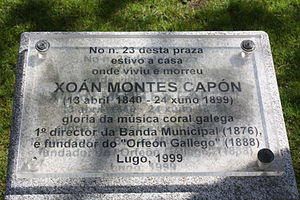 No n. 23 desta praza
estivo a casa
onde viviu e morreu
XOÁN MONTES CAPÓN
(13 abril 1840 - 24 xuño 1899)
gloria da música coral galega
1º director da Banda Municipal (1876),
e fundador do "Orfeón Gallego" (1888)
Lugo, 1999